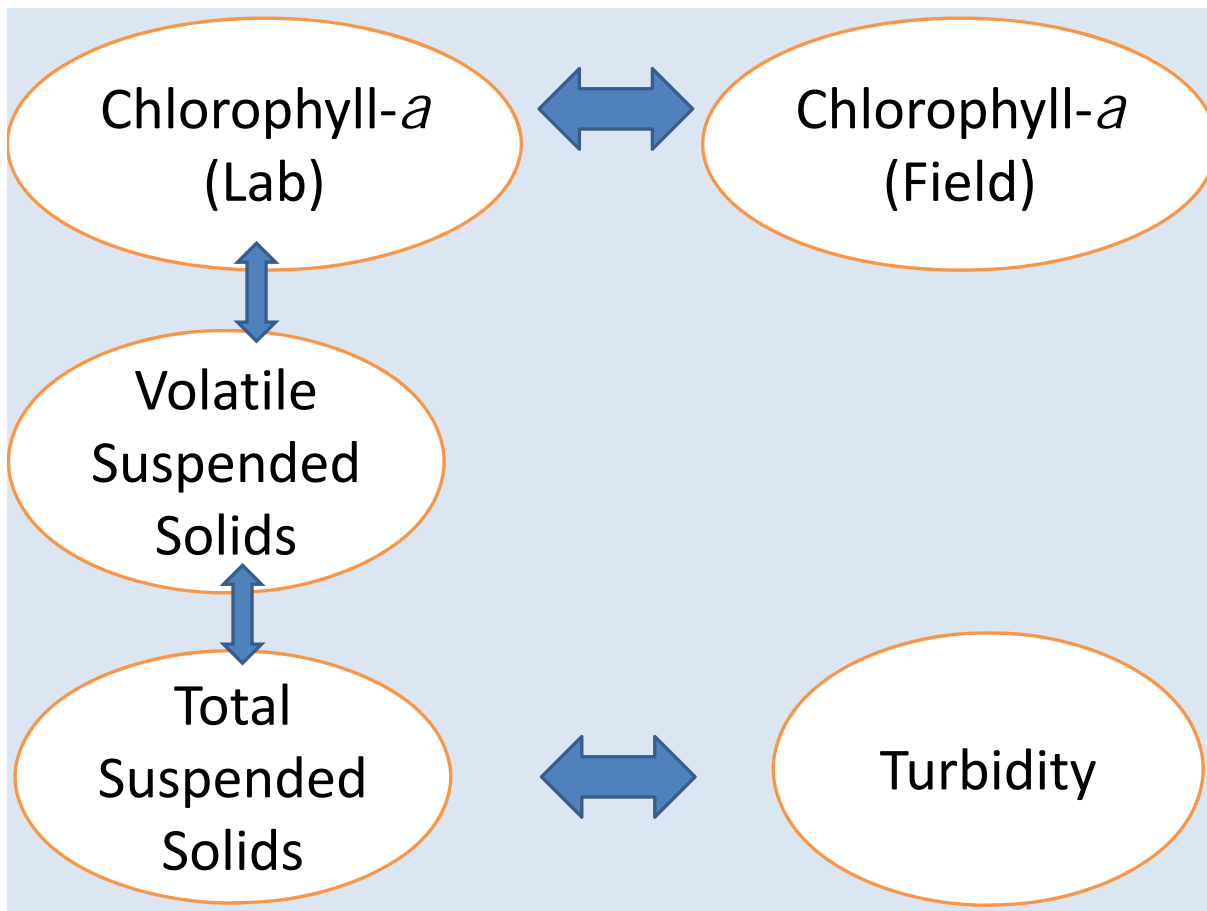 Chlorophyll-a
(Lab)
Chlorophyll-a
(Field)
Volatile
Suspended
Solids
Total
Suspended
Solids
Turbidity